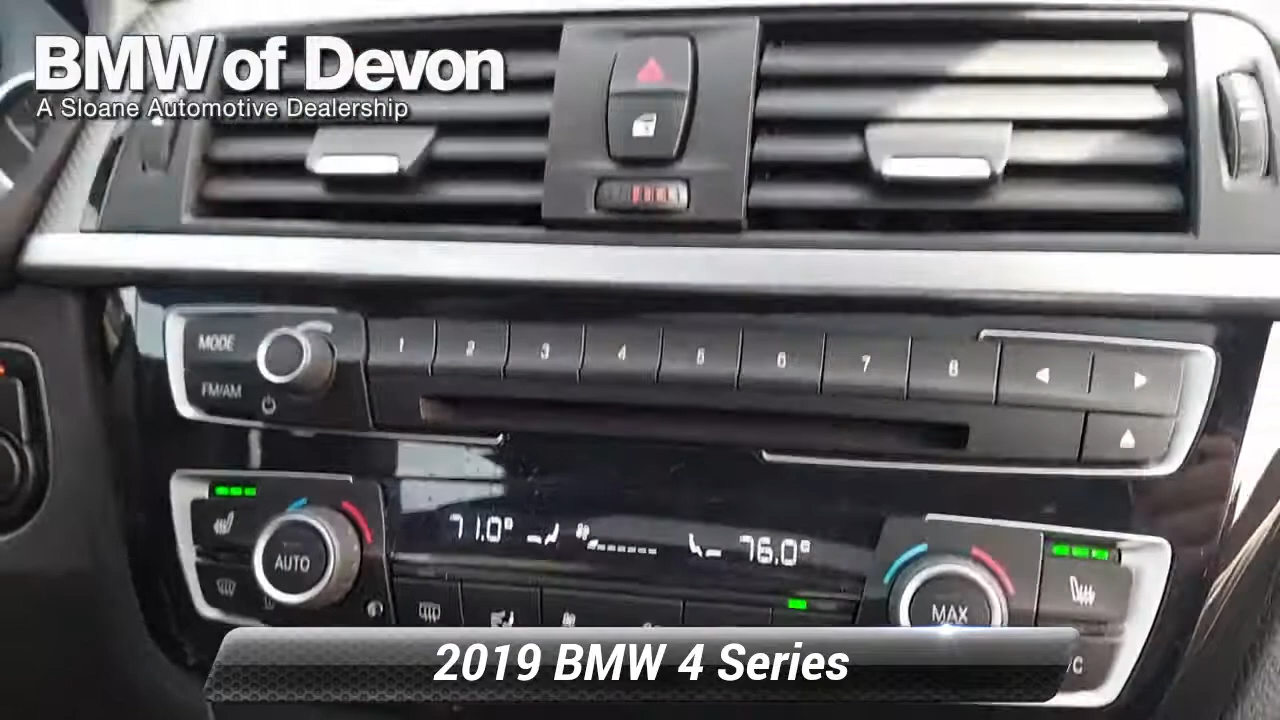 BMW of Devon
A Sloane Automotive Dealership
MODE 1 2 3 4 5 6 7 8
FM/AM
71.0° 76.0°
AUTO
MAX
2019 BMW 4 Series